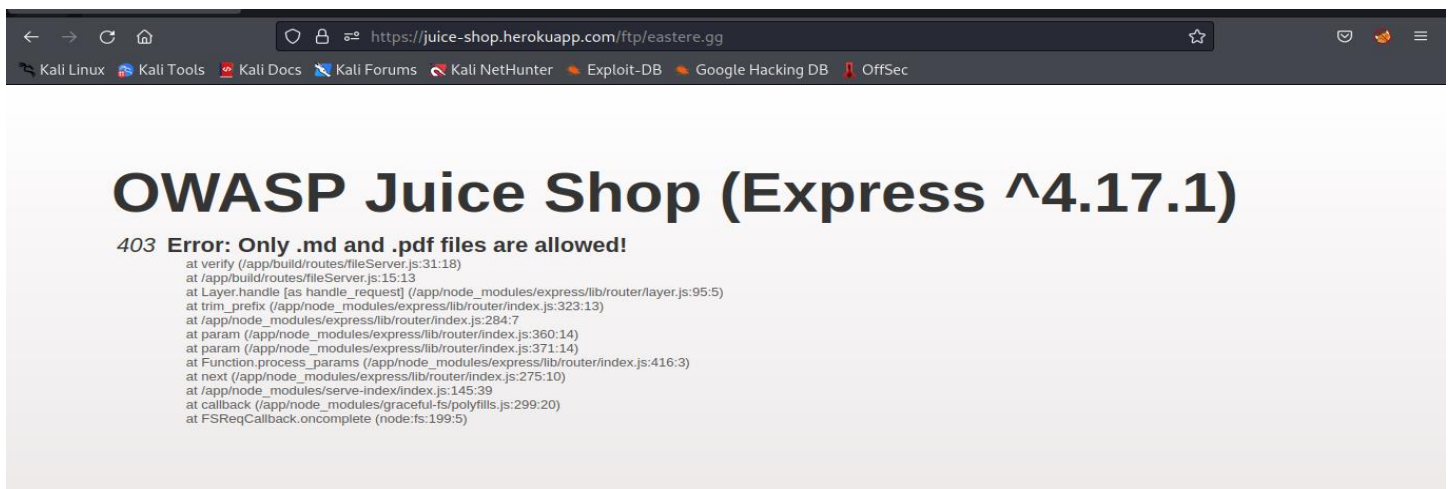 https://juice-shop.herokuapp.com/ftp/eastere.gg
Kali Linux Kali Tools Kali Docs Kali Forums Kali NetHunter Exploit-DB Google Hacking DB OffSec
OWASP Juice Shop (Express ^4.17.1)
403 Error: Only .md and .pdf files are allowed!
at verify (/app/build/routes/fileServer.js:31:18)
at /app/build/routes/fileServer.js:15:13
at Layer.handle [as handle_request] (/app/node_modules/express/lib/router/layer.js:95:5)
at trim_prefix (/app/node_modules/express/lib/router/index.js:323:13)
at /app/node_modules/express/lib/router/index.js:284:7
at param (/app/node_modules/express/lib/router/index.js:360:14)
at param (/app/node_modules/express/lib/router/index.js:371:14)
at Function.process_params (/app/node_modules/express/lib/router/index.js:416:3)
at next (/app/node_modules/express/lib/router/index.js:275:10)
at /app/node_modules/serve-index/index.js:145:39
at callback (/app/node_modules/graceful-fs/polyfills.js:299:20)
at FSReqCallback.oncomplete (node:fs:199:5)